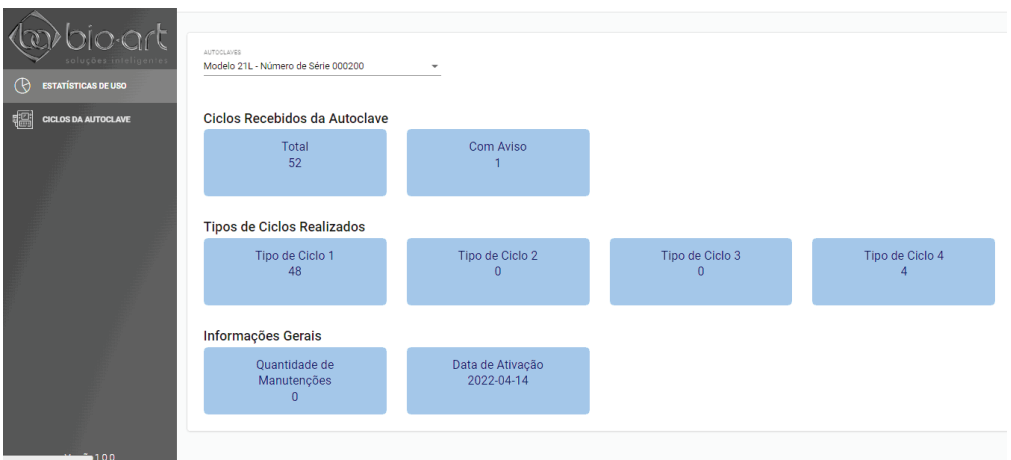 bio-art
soluções inteligentes
ESTATÍSTICAS DE USO
CICLOS DA AUTOCLAVE
AUTOCLAVES
Modelo 21L - Número de Série 000200
Ciclos Recebidos da Autoclave
Total
52
Com Aviso
1
Tipos de Ciclos Realizados
Tipo de Ciclo 1
48
Tipo de Ciclo 2
0
Tipo de Ciclo 3
0
Tipo de Ciclo 4
4
Informações Gerais
Quantidade de
Manutenções
0
Data de Ativação
2022-04-14
1.0.0